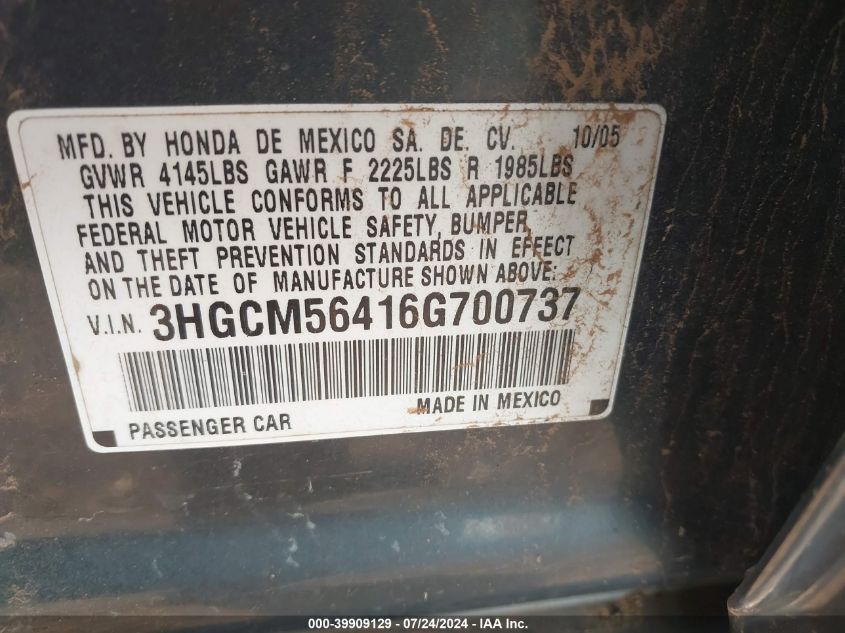 MFD. BY HONDA DE MEXICO SA. DE. CV. 10/05
GVWR 4145LBS GAWR F 2225LBS R 1985LBS
THIS VEHICLE CONFORMS TO ALL APPLICABLE
FEDERAL MOTOR VEHICLE SAFETY, BUMPER
AND THEFT PREVENTION STANDARDS IN EFFECT
ON THE DATE OF MANUFACTURE SHOWN ABOVE:
V.I.N. 3HGCM56416G700737
PASSENGER CAR MADE IN MEXICO
000-39909129 - 07/24/2024 - IAA Inc.